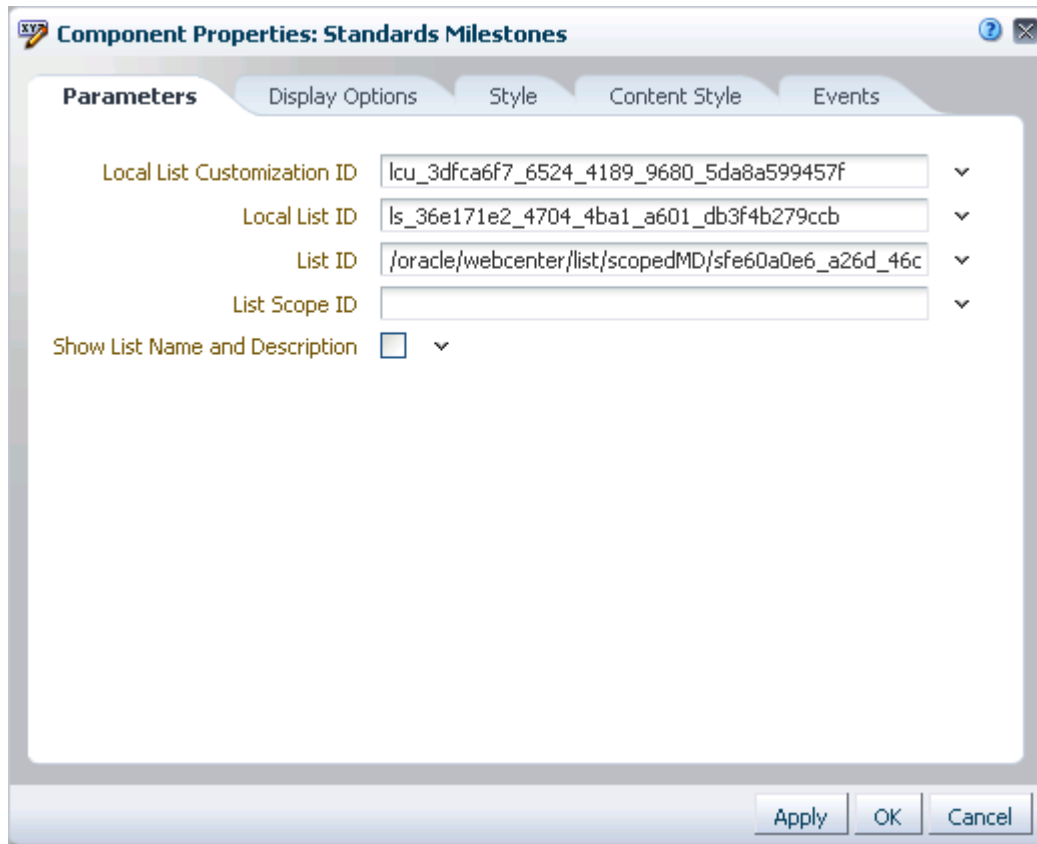 Component Properties: Standards Milestones
Parameters Display Options Style Content Style Events
Local List Customization ID lcu_3dfca6f7_6524_4189_9680_5da8a599457f
Local List ID ls_36e171e2_4704_4ba1_a601_db3f4b279ccb
List ID /oracle/webcenter/list/scopedMD/sfe60a0e6_a26d_46c
List Scope ID
Show List Name and Description
Apply OK Cancel